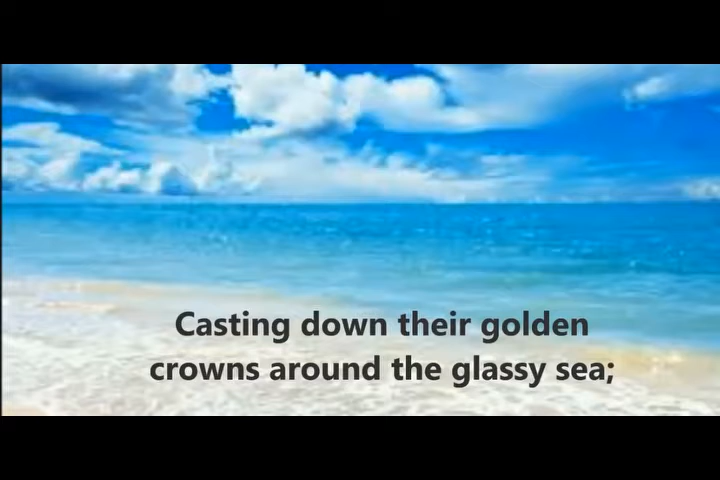 Casting down their golden
crowns around the glassy sea;